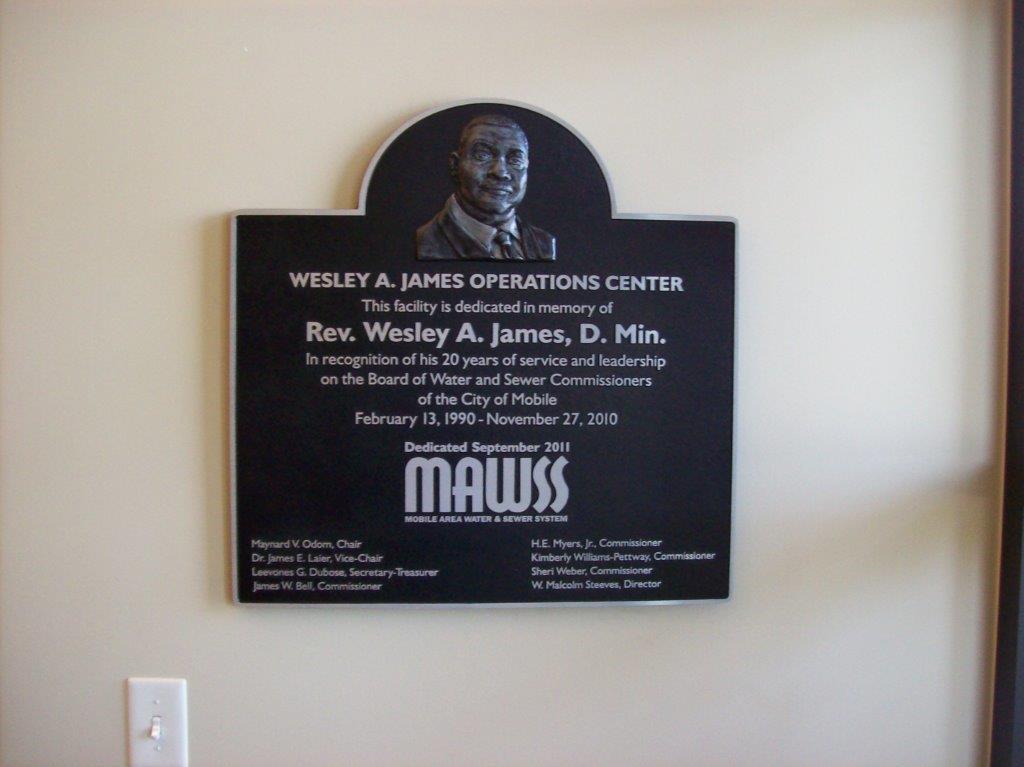 WESLEY A. JAMES OPERATIONS CENTER
This facility is dedicated in memory of
Rev. Wesley A. James, D. Min.
In recognition of his 20 years of service and leadership
on the Board of Water and Sewer Commissioners
of the City of Mobile
February 13, 1990 - November 27, 2010
Dedicated September 2011
MAWSS
MOBILE AREA WATER & SEWER SYSTEM
Maynard V. Odom, Chair
Dr. James E. Laier, Vice-Chair
Leevones G. Dubose, Secretary-Treasurer
James W. Bell, Commissioner
H.E. Myers, Jr., Commissioner
Kimberly Williams-Pettway, Commissioner
Sheri Weber, Commissioner
W. Malcolm Steeves, Director